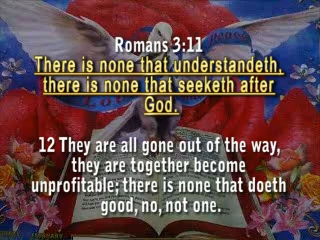 Romans 3:11
There is none that understandeth,
there is none that seeketh after
God.
12 They are all gone out of the way,
they are together become
unprofitable; there is none that doeth
good, no, not one.